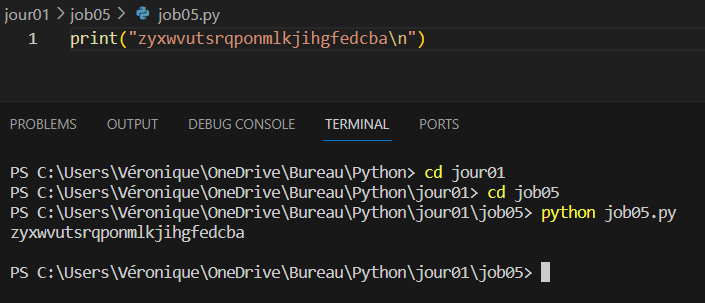 jour01 > job05 > job05.py
1 print("zyxwvutsrqponmlkjihgfedcba\n")
PROBLEMS OUTPUT DEBUG CONSOLE TERMINAL PORTS
PS C:\Users\Véronique\OneDrive\Bureau\Python> cd jour01
PS C:\Users\Véronique\OneDrive\Bureau\Python\jour01> cd job05
PS C:\Users\Véronique\OneDrive\Bureau\Python\jour01\job05> python job05.py
zyxwvutsrqponmlkjihgfedcba
PS C:\Users\Véronique\OneDrive\Bureau\Python\jour01\job05>